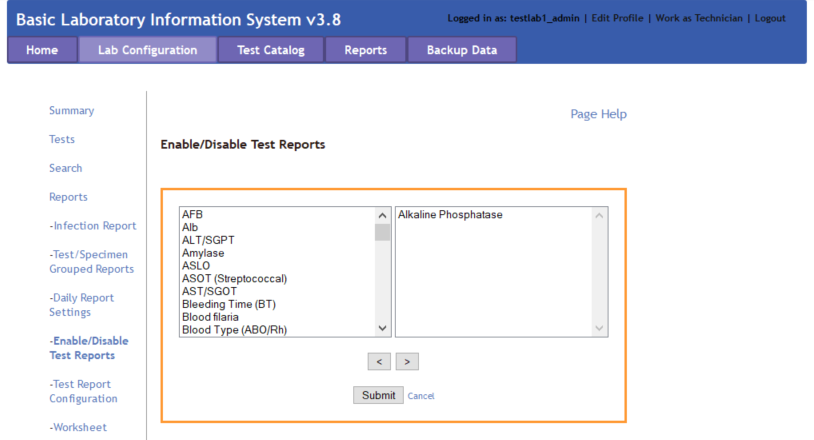 Basic Laboratory Information System v3.8
Logged in as: testlab1_admin | Edit Profile | Work as Technician | Logout
Home Lab Configuration Test Catalog Reports Backup Data
Summary
Tests
Search
Reports
-Infection Report
-Test/Specimen
Grouped Reports
-Daily Report
Settings
-Enable/Disable
Test Reports
-Test Report
Configuration
-Worksheet
Page Help
Enable/Disable Test Reports
AFB
Alb
ALT/SGPT
Amylase
ASLO
ASOT (Streptococcal)
AST/SGOT
Bleeding Time (BT)
Blood filaria
Blood Type (ABO/Rh)
Alkaline Phosphatase
< >
Submit Cancel